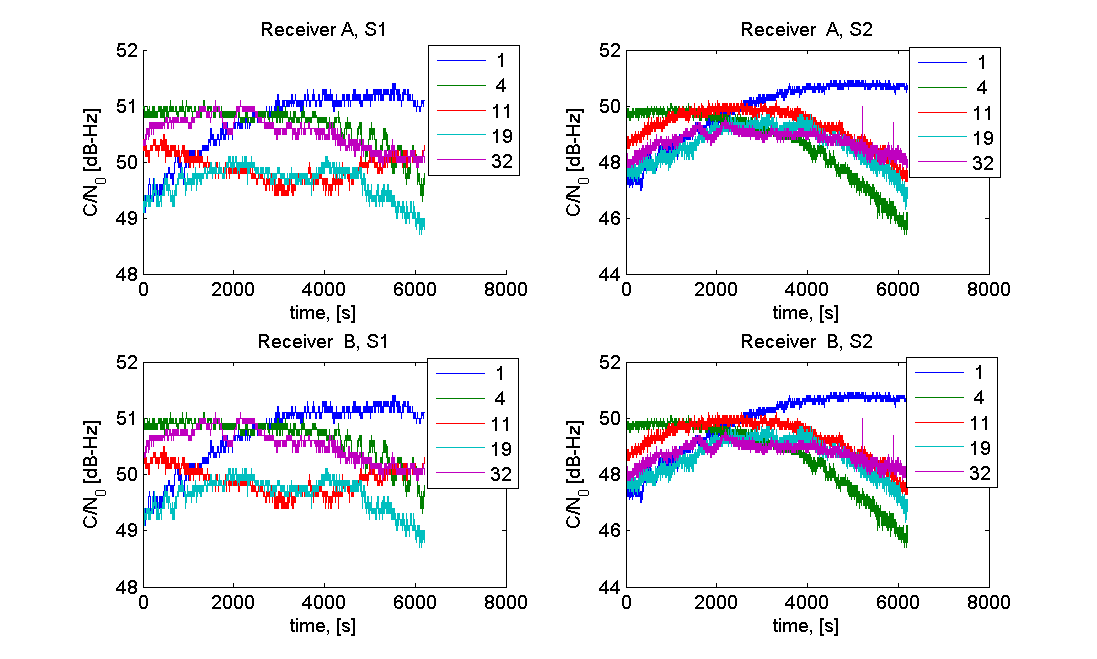 Receiver A, S1
52
51
50
49
48
C/N0 [dB-Hz]
0 2000 4000 6000 8000
time, [s]
1
4
11
19
32
Receiver A, S2
52
50
48
46
44
C/N0 [dB-Hz]
0 2000 4000 6000 8000
time, [s]
1
4
11
19
32
Receiver B, S1
52
51
50
49
48
C/N0 [dB-Hz]
0 2000 4000 6000 8000
time, [s]
1
4
11
19
32
Receiver B, S2
52
50
48
46
44
C/N0 [dB-Hz]
0 2000 4000 6000 8000
time, [s]
1
4
11
19
32